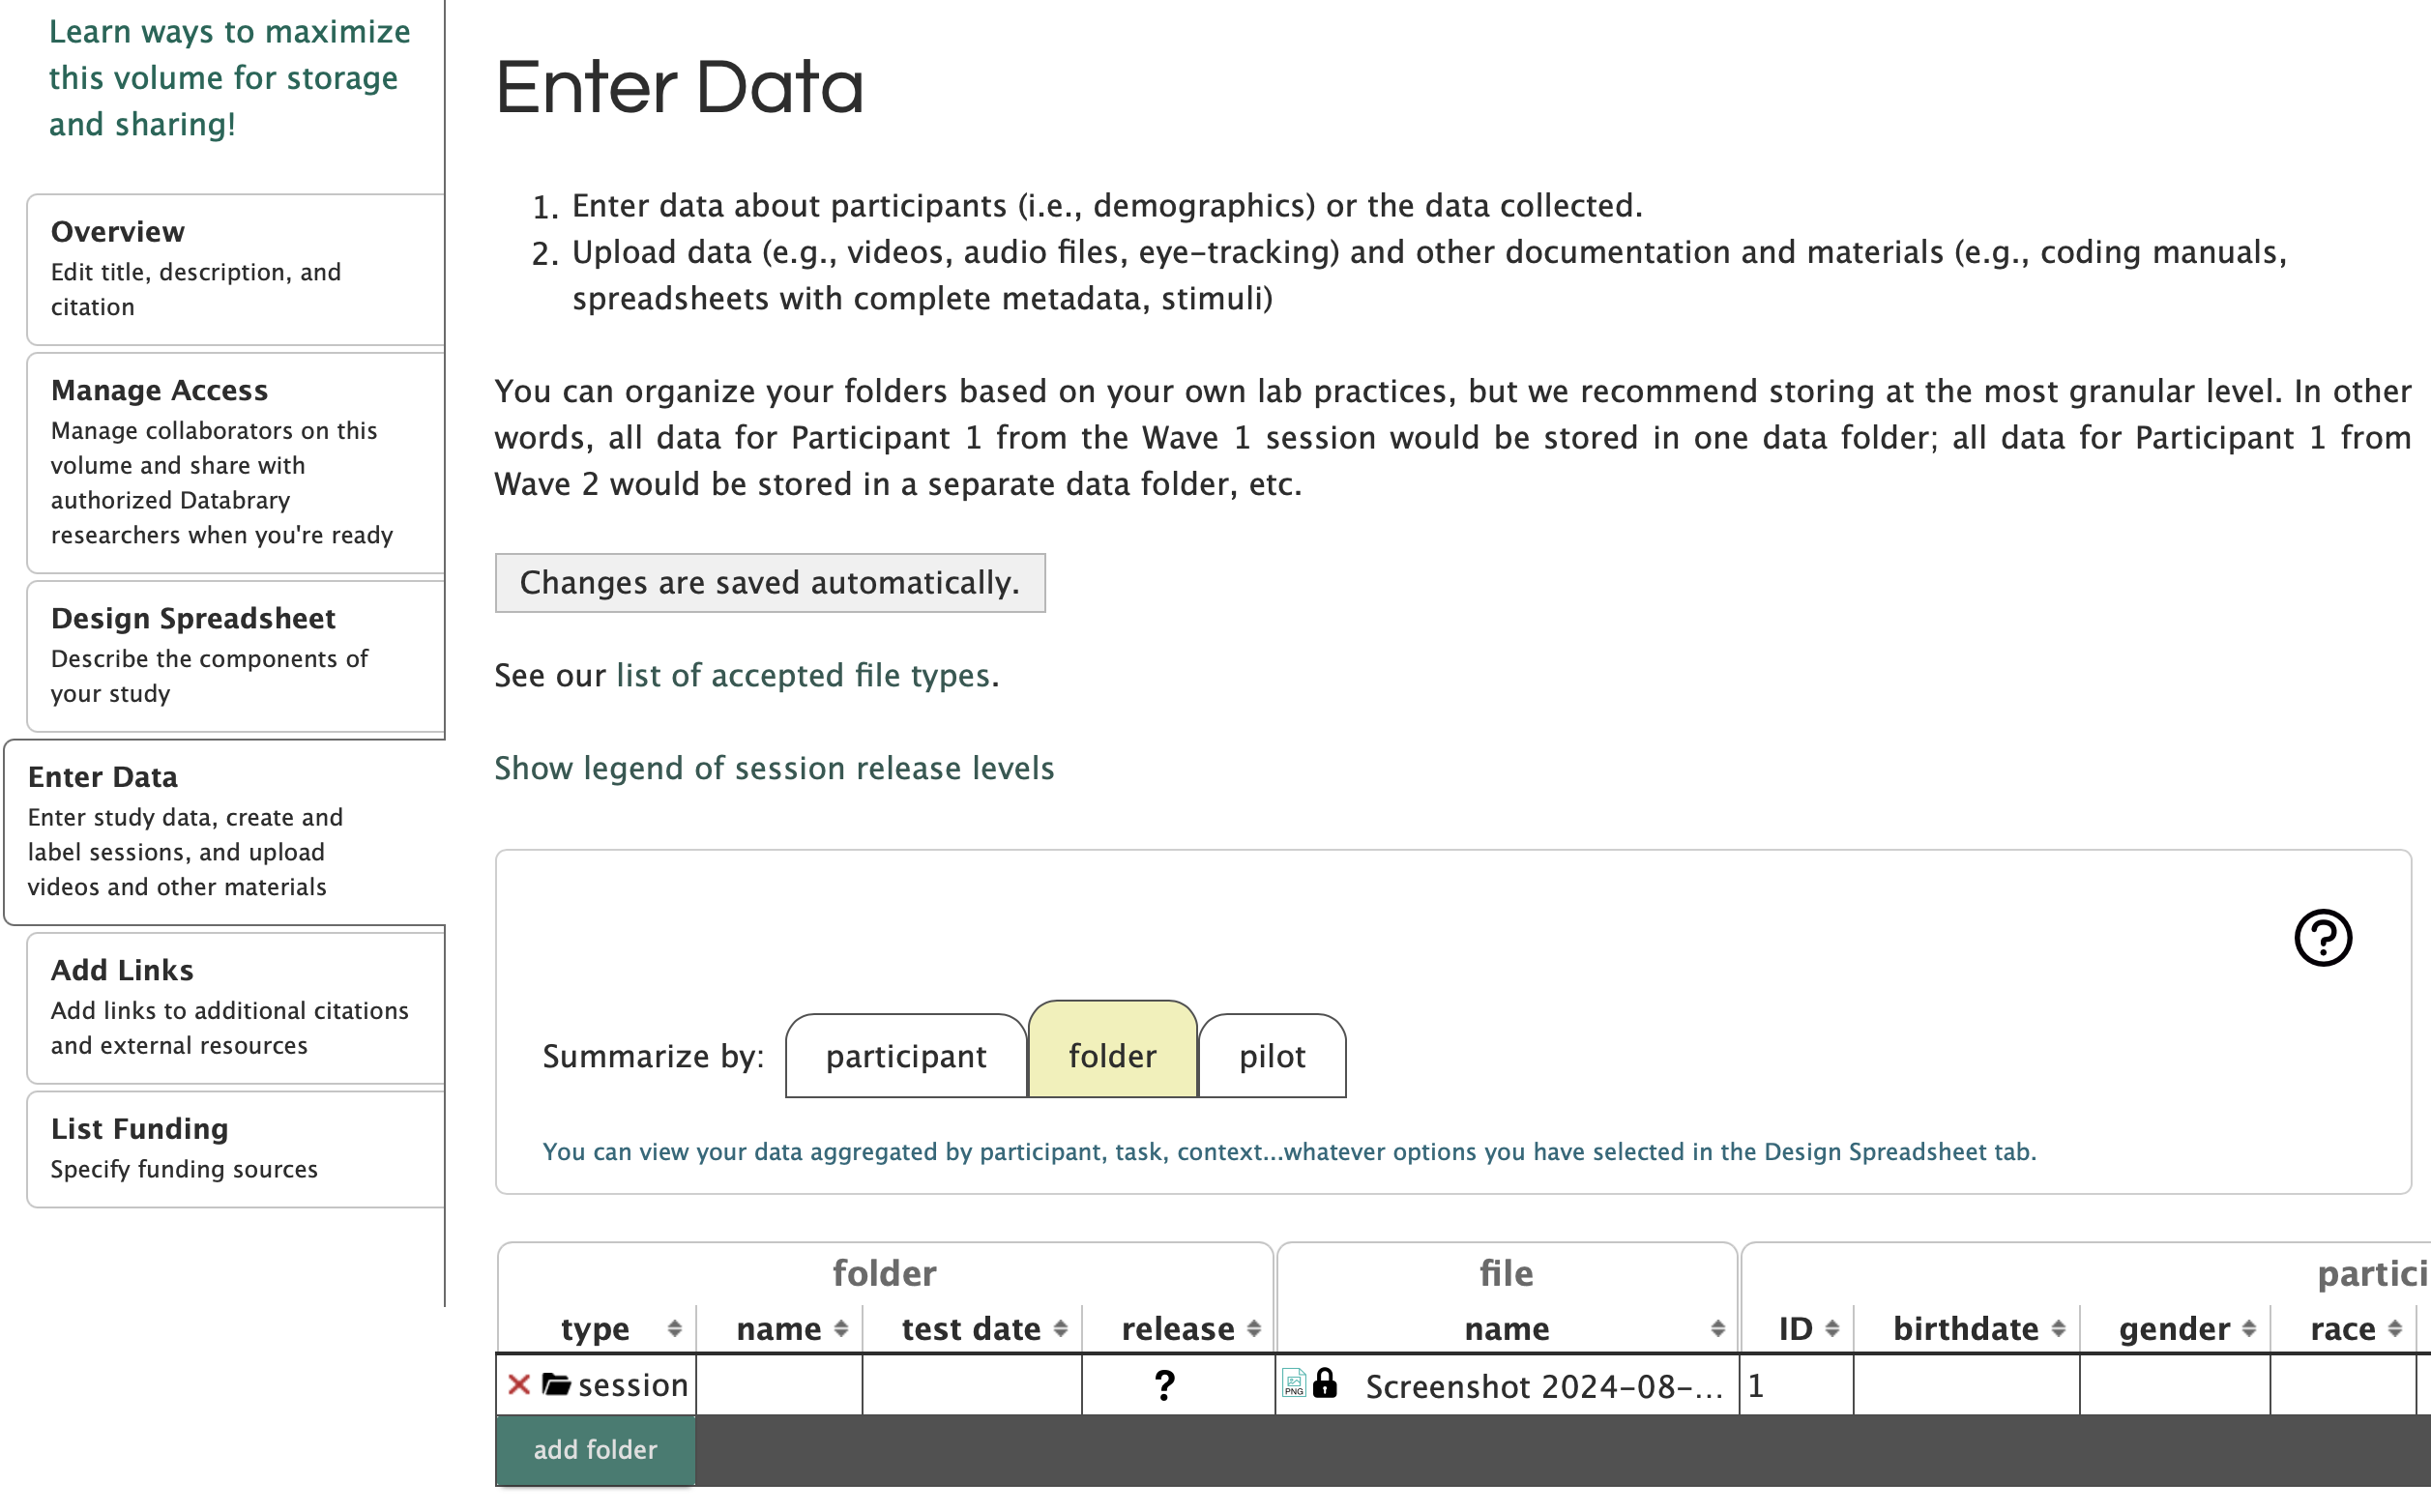 Learn ways to maximize
this volume for storage
and sharing!
Overview
Edit title, description, and
citation
Manage Access
Manage collaborators on this
volume and share with
authorized Databrary
researchers when you're ready
Design Spreadsheet
Describe the components of
your study
Enter Data
Enter study data, create and
label sessions, and upload
videos and other materials
Add Links
Add links to additional citations
and external resources
List Funding
Specify funding sources
Enter Data
1. Enter data about participants (i.e., demographics) or the data collected.
2. Upload data (e.g., videos, audio files, eye-tracking) and other documentation and materials (e.g., coding manuals,
spreadsheets with complete metadata, stimuli)
You can organize your folders based on your own lab practices, but we recommend storing at the most granular level. In other
words, all data for Participant 1 from the Wave 1 session would be stored in one data folder; all data for Participant 1 from
Wave 2 would be stored in a separate data folder, etc.
Changes are saved automatically.
See our list of accepted file types.
Show legend of session release levels
?
Summarize by: participant folder pilot
You can view your data aggregated by participant, task, context...whatever options you have selected in the Design Spreadsheet tab.
folder file partici
type name test date release name ID birthdate gender race
session ? PNG Screenshot 2024-08-... 1
add folder